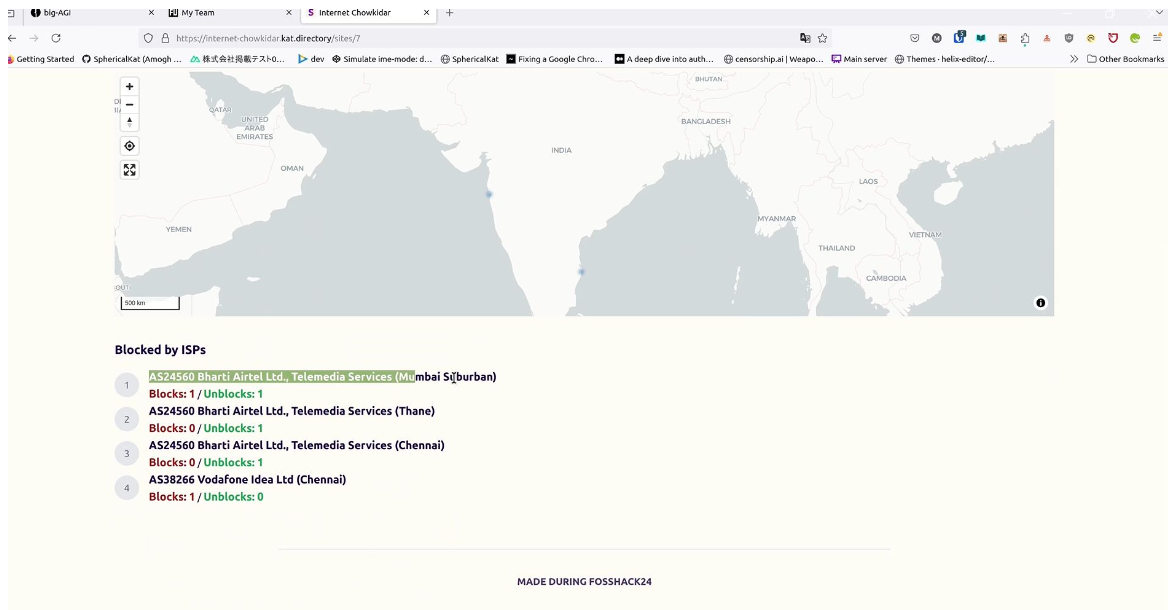 big-AGI
My Team
Internet Chowkidar
https://internet-chowkidar.kat.directory/sites/7
Getting Started
SphericalKat (Amogh ...
株式会社掲載テスト0...
dev
Simulate ime-mode: d...
SphericalKat
Fixing a Google Chro...
A deep dive into auth...
censorship.ai | Weapo...
Main server
Themes · helix-editor/...
Other Bookmarks
BHUTAN
QATAR
UNITED
ARAB
EMIRATES
BANGLADESH
INDIA
OMAN
LAOS
MYANMAR
YEMEN
VIETNAM
THAILAND
CAMBODIA
500 km
Blocked by ISPs
1
AS24560 Bharti Airtel Ltd., Telemedia Services (Mumbai Suburban)
Blocks: 1 / Unblocks: 1
2
AS24560 Bharti Airtel Ltd., Telemedia Services (Thane)
Blocks: 0 / Unblocks: 1
3
AS24560 Bharti Airtel Ltd., Telemedia Services (Chennai)
Blocks: 0 / Unblocks: 1
4
AS38266 Vodafone Idea Ltd (Chennai)
Blocks: 1 / Unblocks: 0
MADE DURING FOSSHACK24